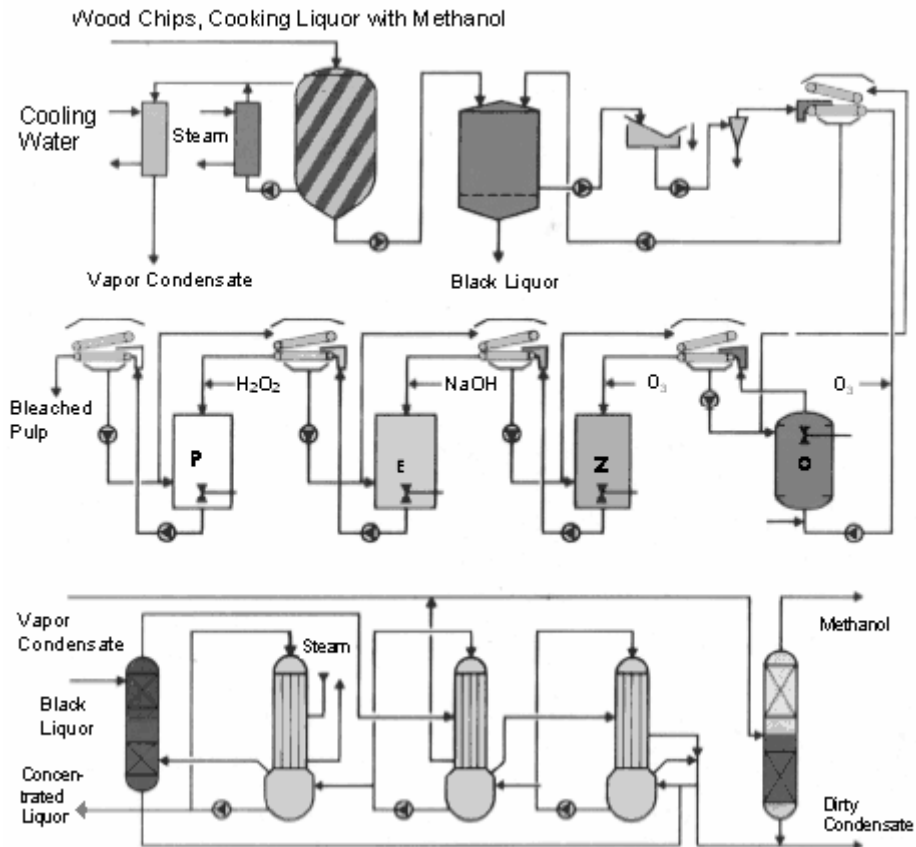 Wood Chips, Cooking Liquor with Methanol
Cooling
Water
Steam
Vapor Condensate
Black Liquor
H₂O₂
NaOH
O₃
O₃
Bleached
Pulp
P
E
Z
O
Vapor
Condensate
Steam
Methanol
Black
Liquor
Concen-
trated
Liquor
Dirty
Condensate